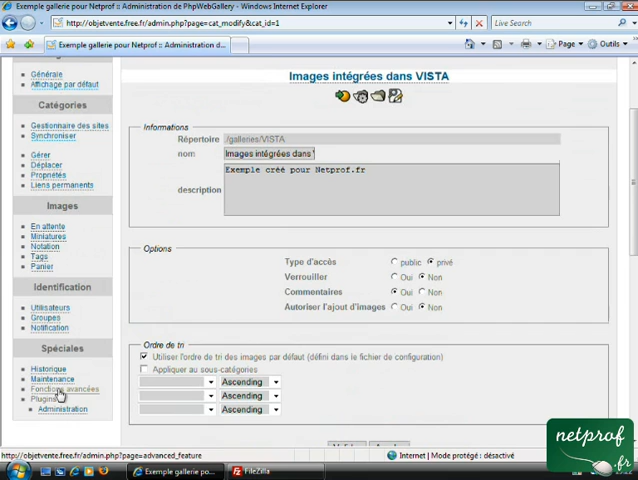 Exemple gallerie pour Netprof @ Administration de PhpWebGallery - Windows Internet Explorer
http://objetvente.free.fr/admin.php?page=cat_modify&cat_id=1
Live Search
Exemple gallerie pour Netprof @ Administration d...
Page
Outils
Générale
Affichage par défaut
Catégories
Gestionnaire des sites
Synchroniser
Gérer
Déplacer
Propriétés
Liens permanents
Images
En attente
Miniatures
Notation
Tags
Panier
Identification
Utilisateurs
Groupes
Notification
Spéciales
Historique
Maintenance
Fonctions avancées
Plugins
Administration
Images intégrées dans VISTA
Informations
Répertoire ./galleries/VISTA
nom Images intégrées dans
description Exemple créé pour Netprof.fr
Options
Type d'accès public privé
Verrouiller Oui Non
Commentaires Oui Non
Autoriser l'ajout d'images Oui Non
Ordre de tri
Utiliser l'ordre de tri des images par défaut (défini dans le fichier de configuration)
Appliquer au sous-catégories
Ascending
Ascending
Ascending
http://objetvente.free.fr/admin.php?page=advanced_feature
Internet | Mode protégé : désactivé
Exemple gallerie po...
FileZilla
netprof
.fr